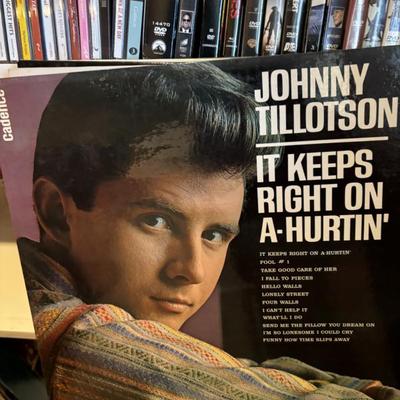 14470
DVD
DVD
Cadence
JOHNNY
TILLOTSON
IT KEEPS
RIGHT ON
A-HURTIN'
IT KEEPS RIGHT ON A-HURTIN'
FOOL #1
TAKE GOOD CARE OF HER
I FALL TO PIECES
HELLO WALLS
LONELY STREET
FOUR WALLS
I CAN'T HELP IT
WHAT'LL I DO
SEND ME THE PILLOW YOU DREAM ON
I'M SO LONESOME I COULD CRY
FUNNY HOW TIME SLIPS AWAY